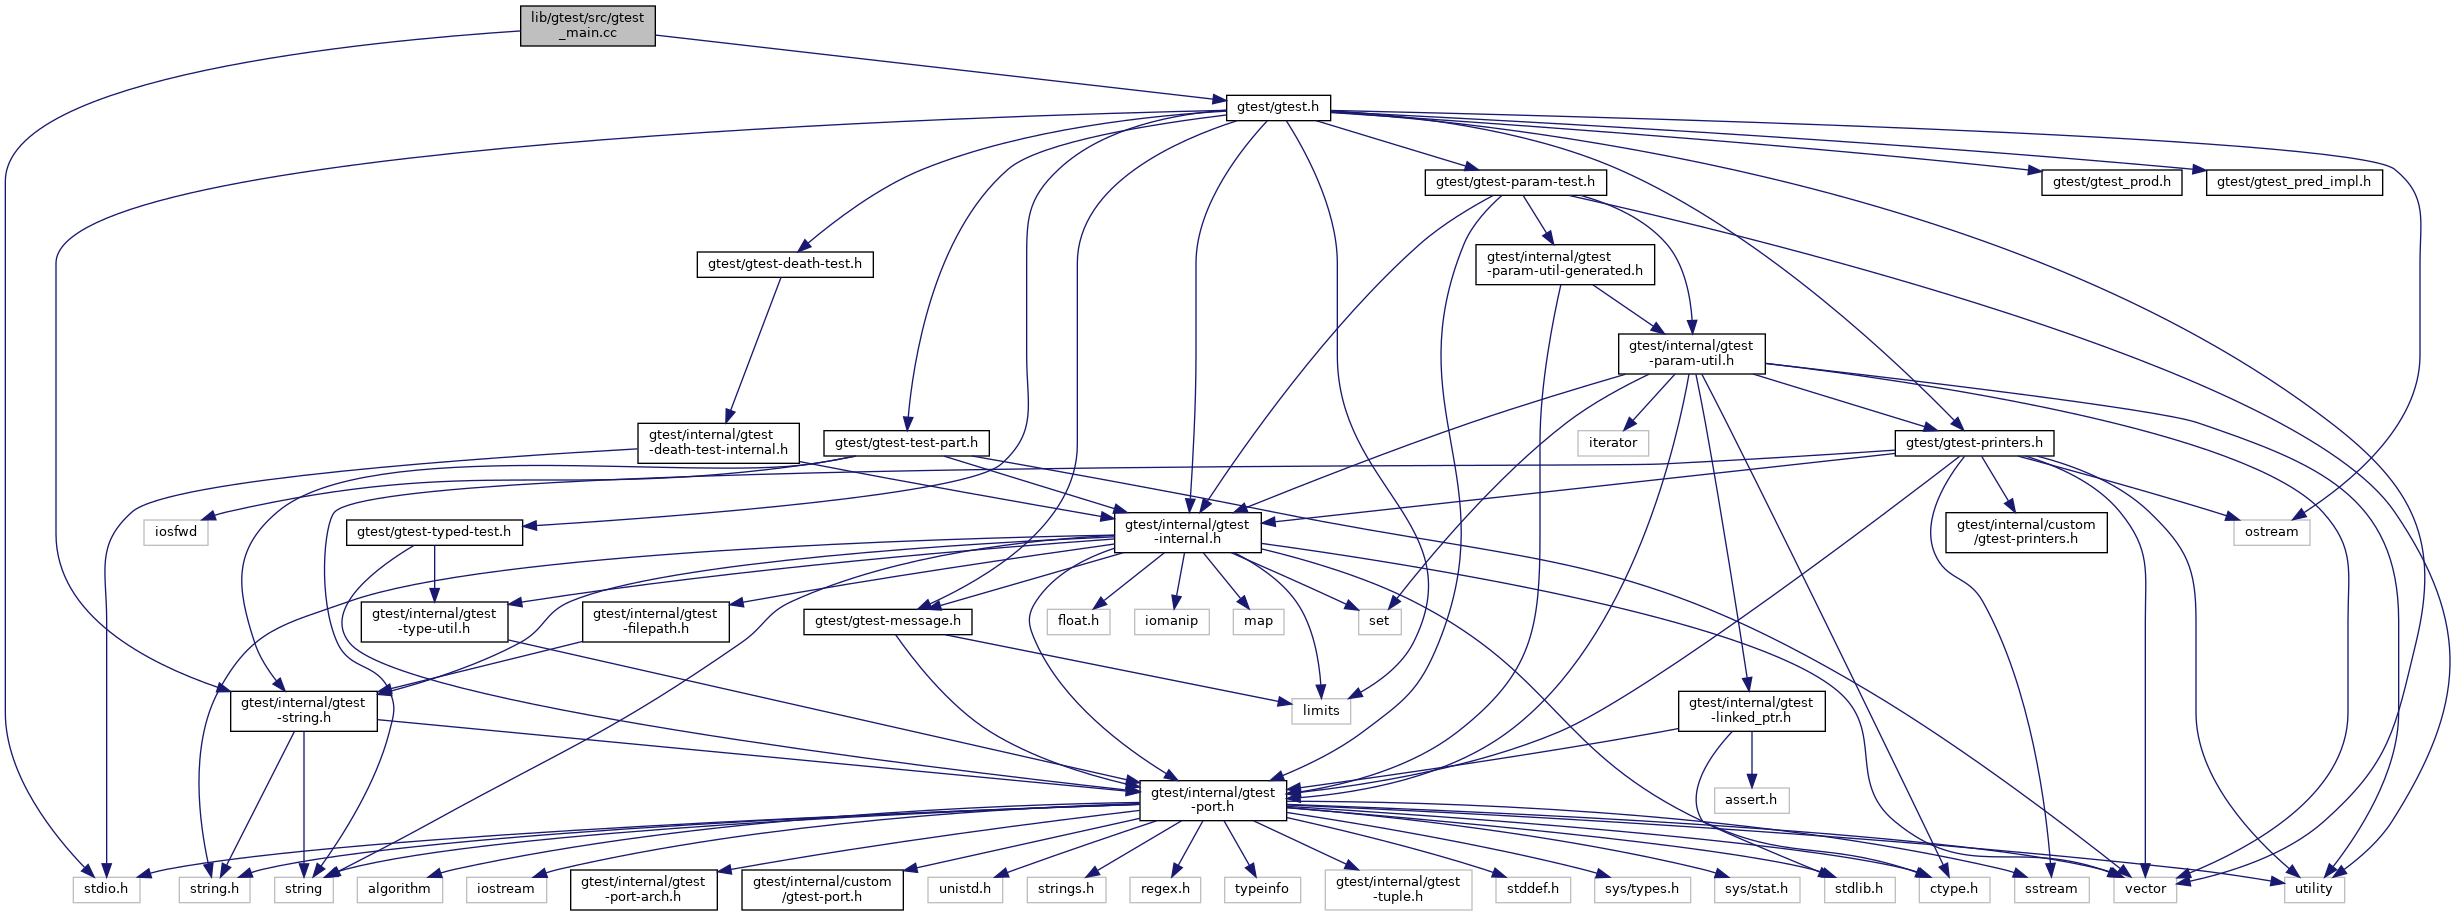 lib/gtest/src/gtest
_main.cc
gtest/gtest.h
gtest/gtest-param-test.h
gtest/gtest_prod.h
gtest/gtest_pred_impl.h
gtest/gtest-death-test.h
gtest/internal/gtest
-param-util-generated.h
gtest/internal/gtest
-param-util.h
gtest/internal/gtest
-death-test-internal.h
gtest/gtest-test-part.h
iterator
gtest/gtest-printers.h
iosfwd
gtest/gtest-typed-test.h
gtest/internal/gtest
-internal.h
gtest/internal/custom
/gtest-printers.h
ostream
gtest/internal/gtest
-type-util.h
gtest/internal/gtest
-filepath.h
gtest/gtest-message.h
float.h
iomanip
map
set
gtest/internal/gtest
-string.h
limits
gtest/internal/gtest
-linked_ptr.h
gtest/internal/gtest
-port.h
assert.h
stdio.h
string.h
string
algorithm
iostream
gtest/internal/gtest
-port-arch.h
gtest/internal/custom
/gtest-port.h
unistd.h
strings.h
regex.h
typeinfo
gtest/internal/gtest
-tuple.h
stddef.h
sys/types.h
sys/stat.h
stdlib.h
ctype.h
sstream
vector
utility